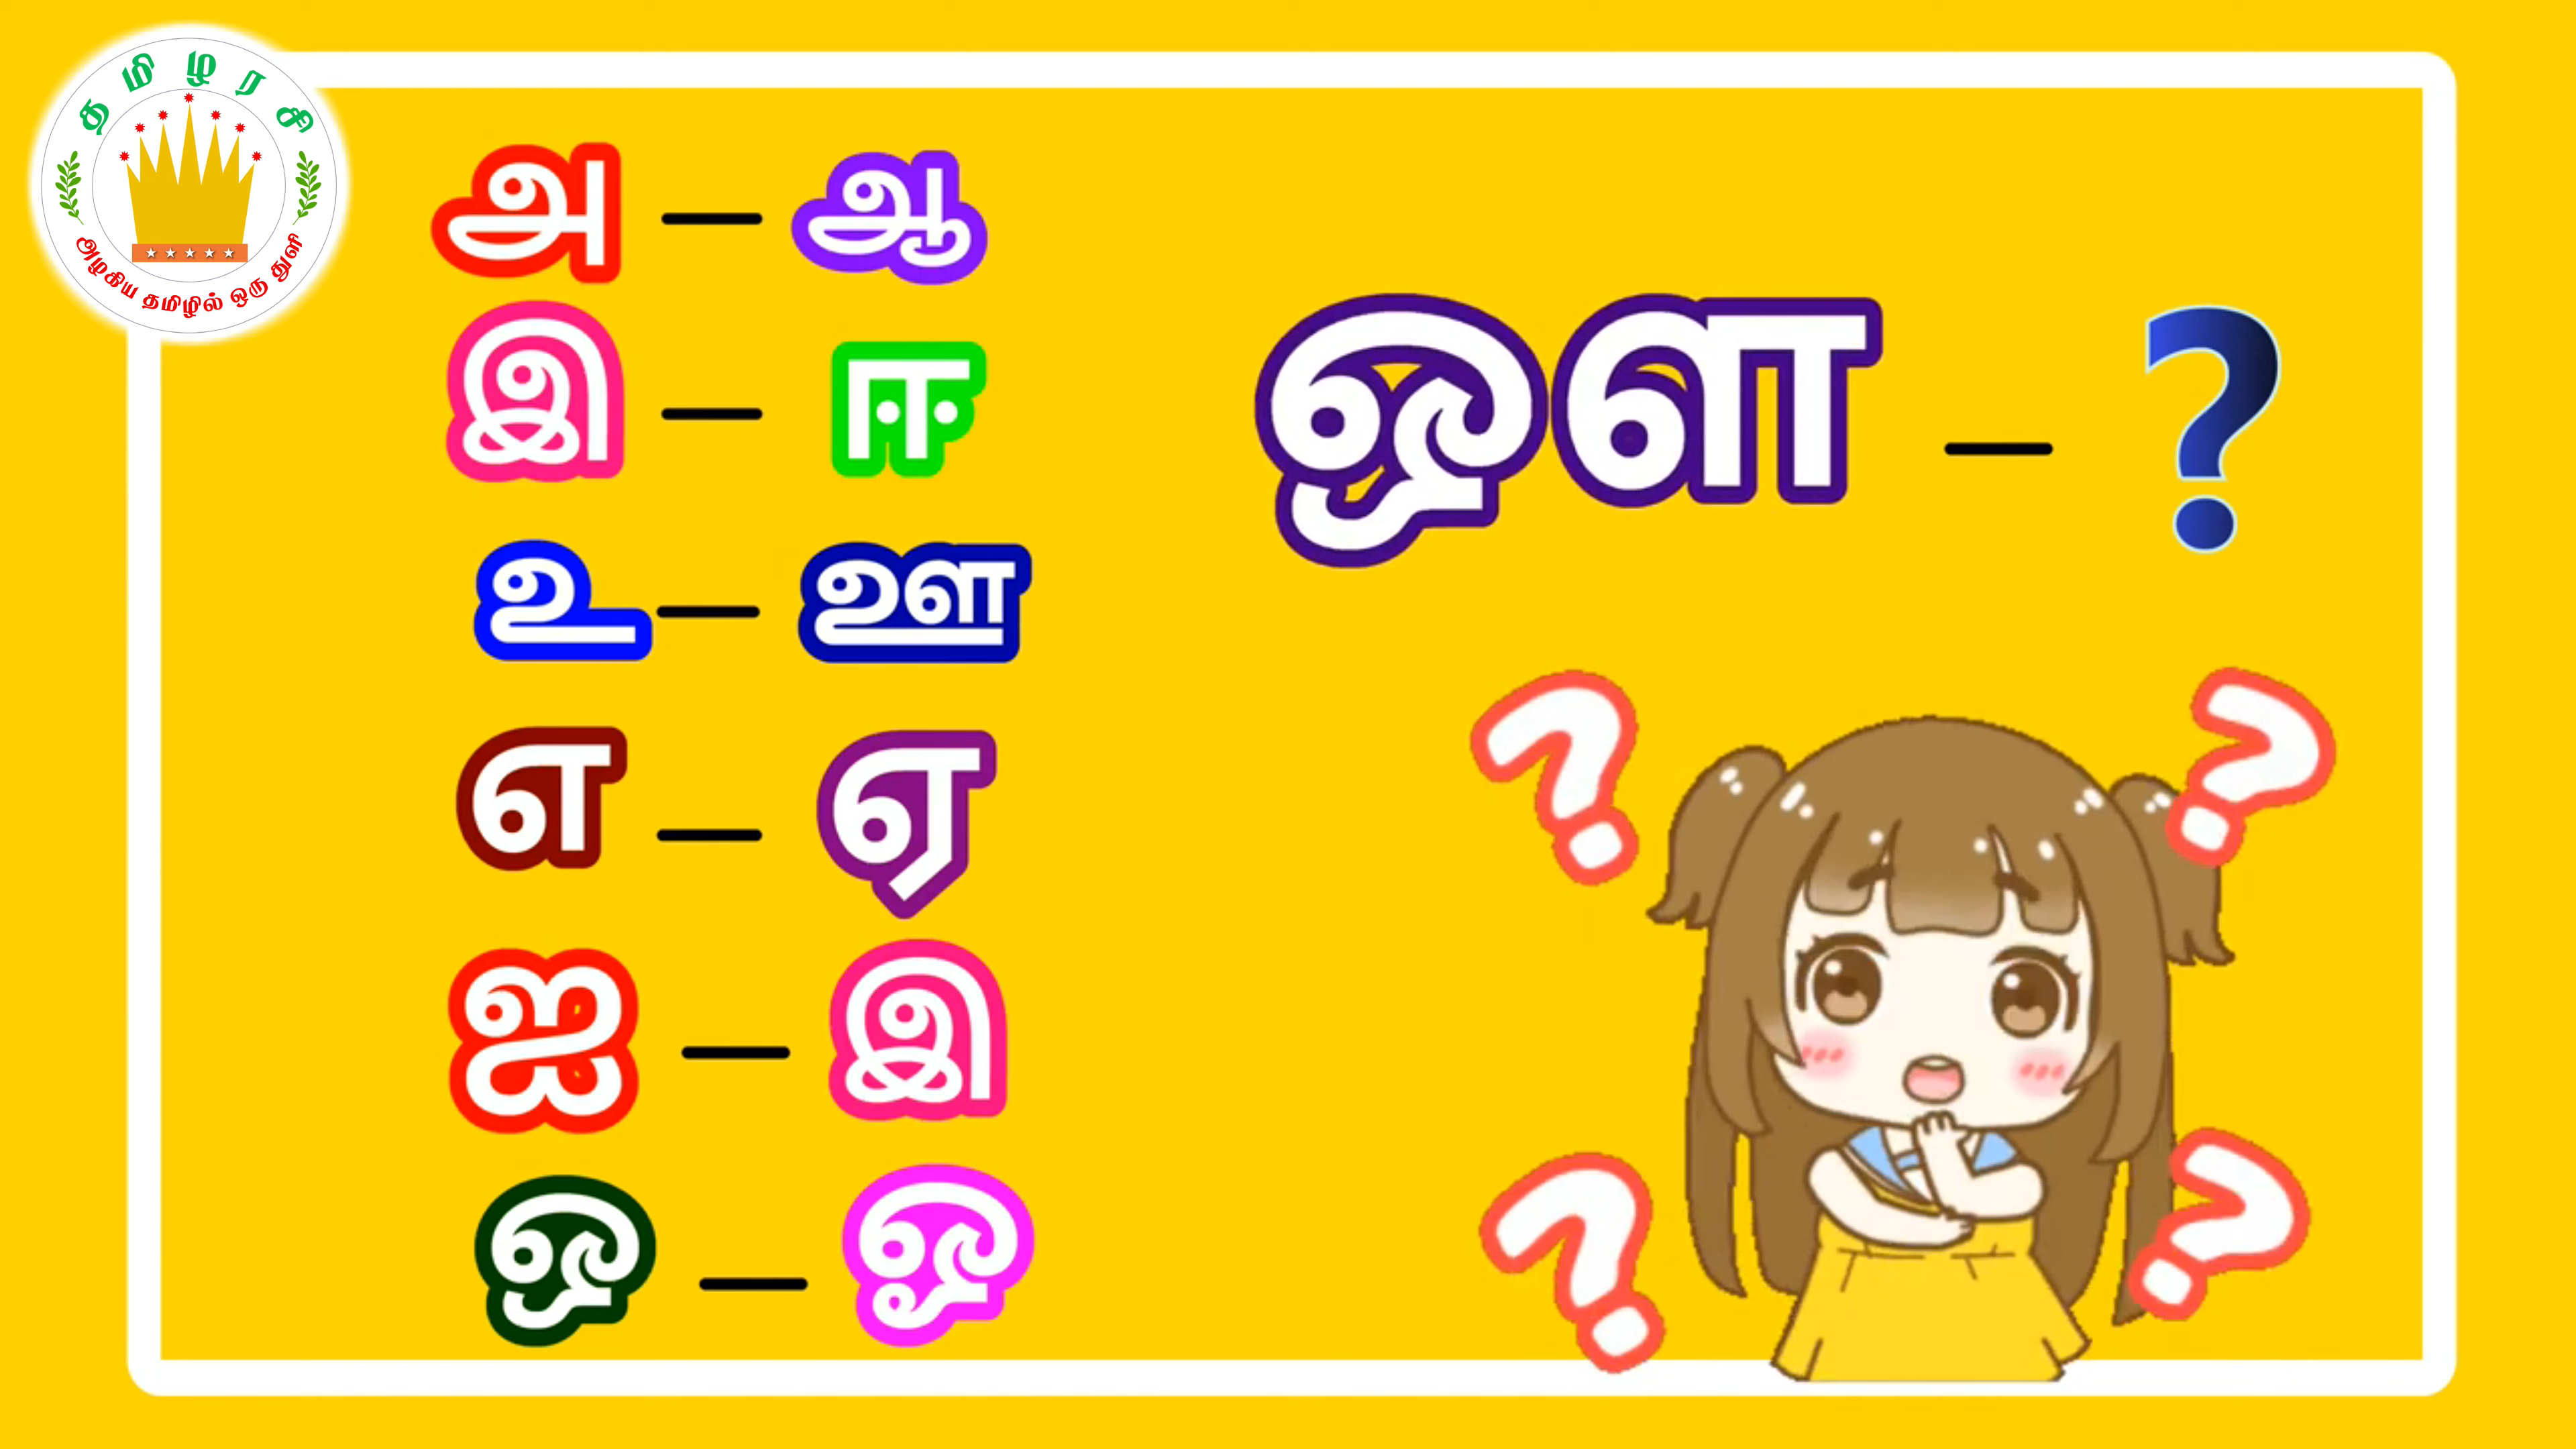 தமிழரசி
அழகிய தமிழில் ஒரு துளி
அ – ஆ
இ – ஈ
உ – ஊ
எ – ஏ
ஐ – இ
ஒ – ஓ
ஔ – ?
? ?
? ?